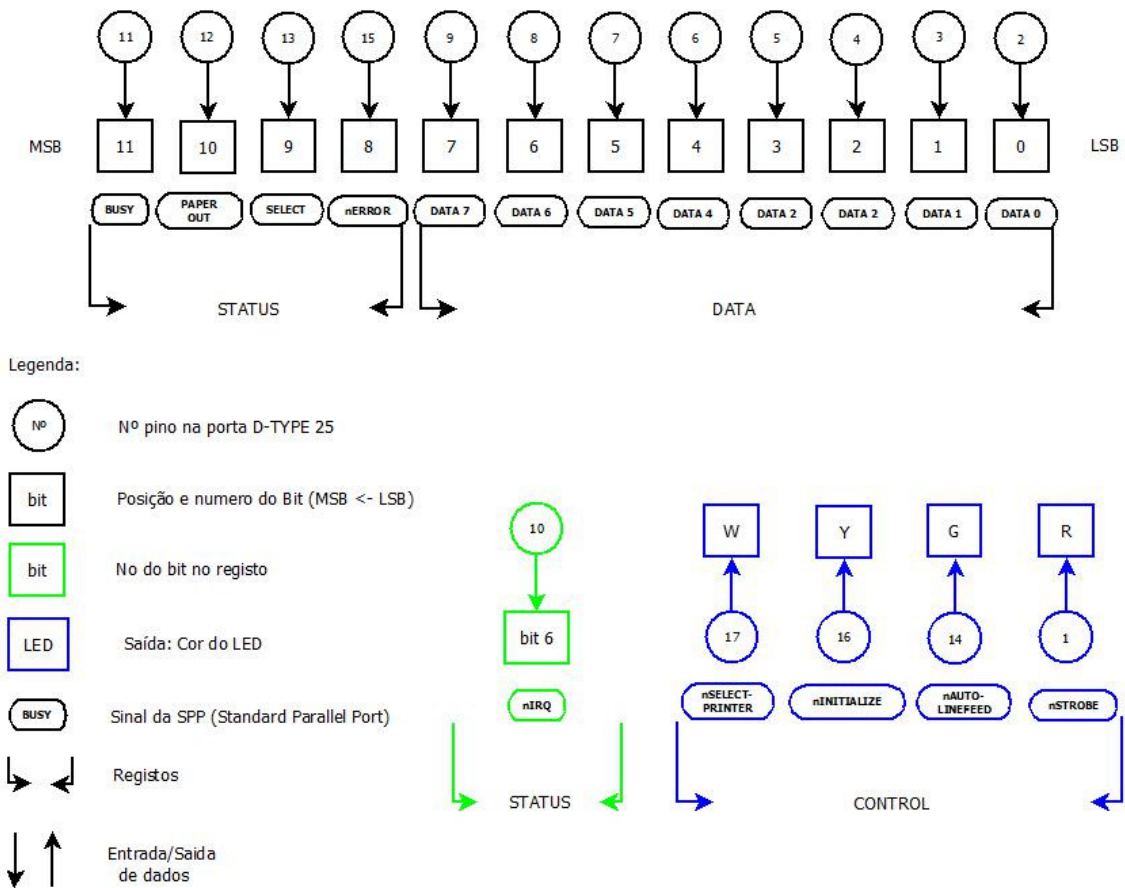 11 12 13 15 9 8 7 6 5 4 3 2
MSB 11 10 9 8 7 6 5 4 3 2 1 0 LSB
BUSY PAPER OUT SELECT nERROR DATA 7 DATA 6 DATA 5 DATA 4 DATA 2 DATA 2 DATA 1 DATA 0
STATUS DATA
Legenda:
Nº Nº pino na porta D-TYPE 25
bit Posição e numero do Bit (MSB <- LSB)
bit No do bit no registo
LED Saída: Cor do LED
BUSY Sinal da SPP (Standard Parallel Port)
Registos
Entrada/Saida
de dados
10
bit 6
nIRQ
STATUS
W Y G R
17 16 14 1
nSELECT-
PRINTER
nINITIALIZE
nAUTO-
LINEFEED
nSTROBE
CONTROL